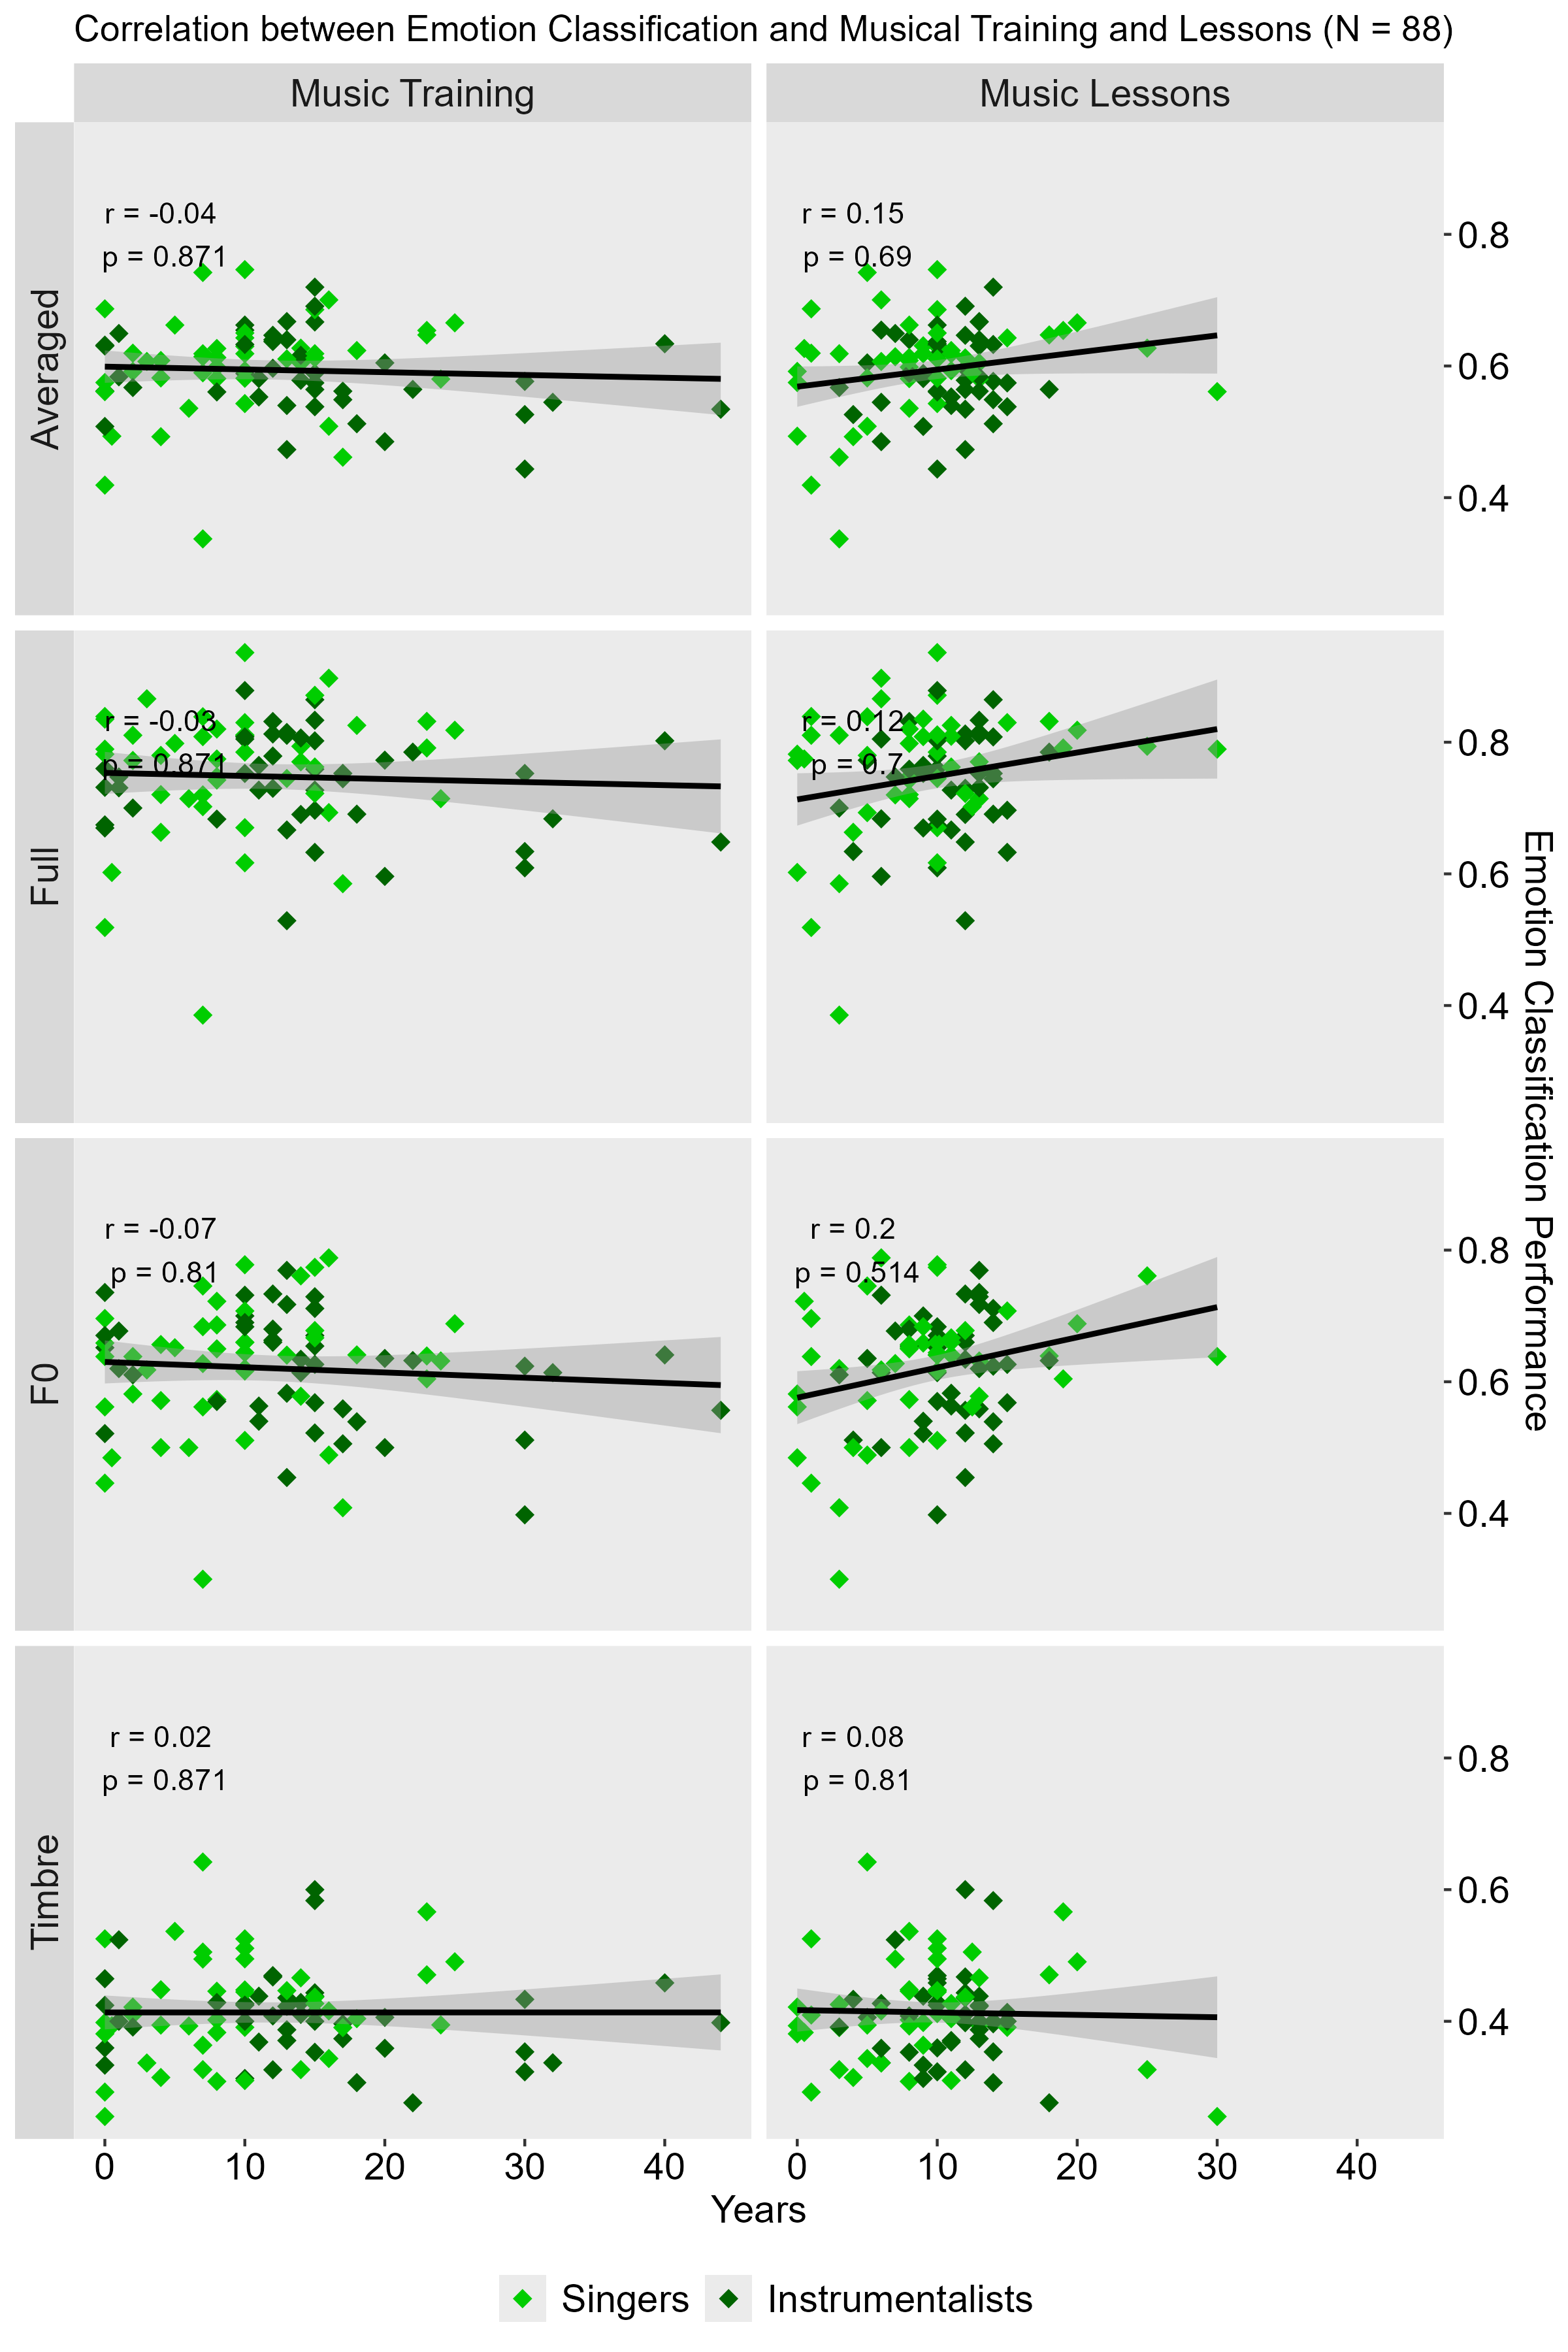 Correlation between Emotion Classification and Musical Training and Lessons (N = 88)
Music Training
Music Lessons
Averaged
r = -0.04
p = 0.871
r = 0.15
p = 0.69
0.8
0.6
0.4
Full
r = -0.03
p = 0.871
r = 0.12
p = 0.7
0.8
0.6
0.4
Emotion Classification Performance
F0
r = -0.07
p = 0.81
r = 0.2
p = 0.514
0.8
0.6
0.4
Timbre
r = 0.02
p = 0.871
r = 0.08
p = 0.81
0.8
0.6
0.4
0 10 20 30 40
0 10 20 30 40
Years
Singers
Instrumentalists